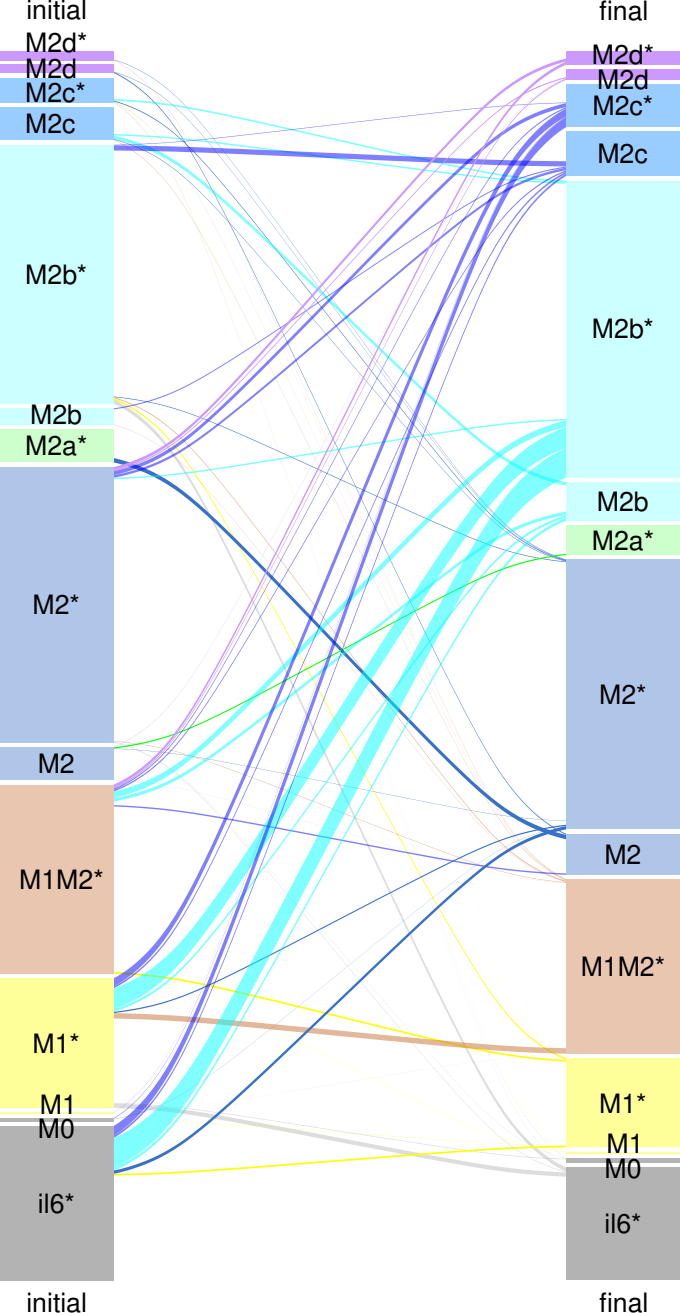 initial
final
M2d*
M2d
M2c*
M2c
M2b*
M2b
M2a*
M2*
M2
M1M2*
M1*
M1
M0
il6*
M2d*
M2d
M2c*
M2c
M2b*
M2b
M2a*
M2*
M2
M1M2*
M1*
M1
M0
il6*
initial
final